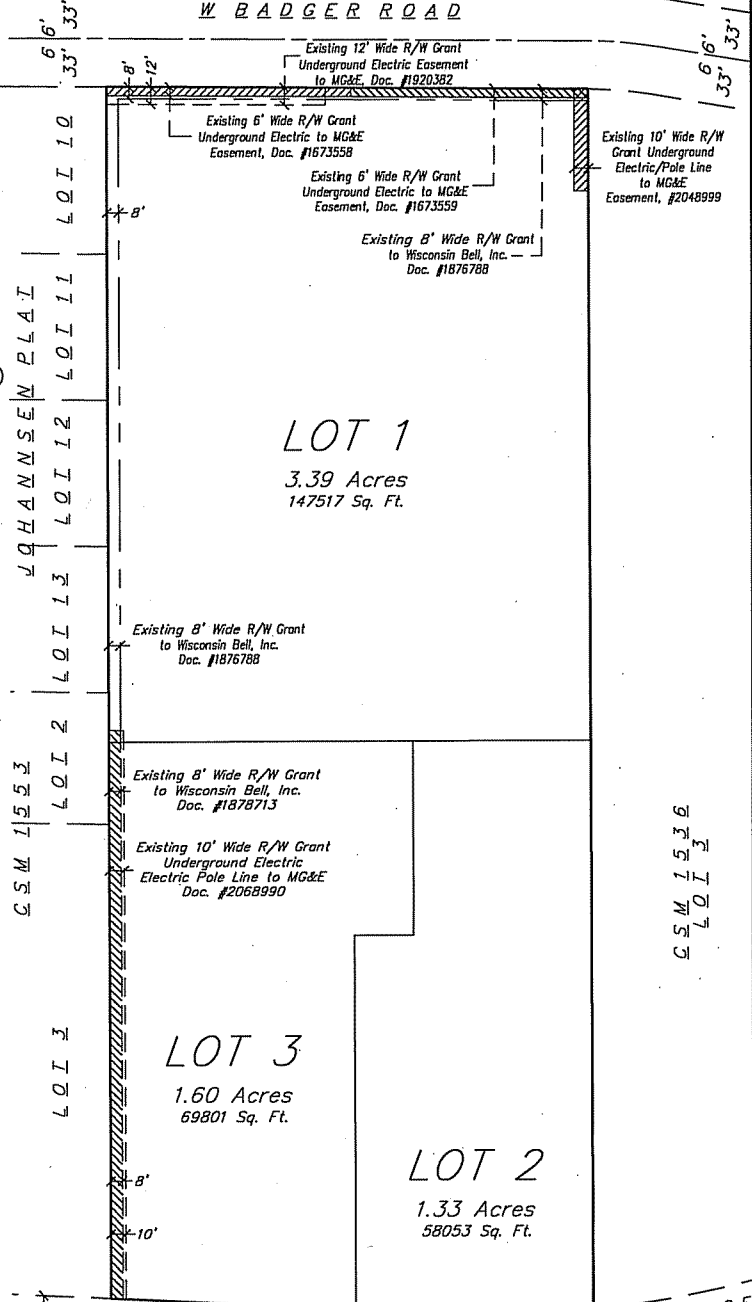 W BADGER ROAD
6' 6'
33' 33'
6' 6'
33' 33'
8'
12'
Existing 12' Wide R/W Grant
Underground Electric Easement
to MG&E, Doc. #1920382
Existing 6' Wide R/W Grant
Underground Electric to MG&E
Easement, Doc. #1673558
Existing 6' Wide R/W Grant
Underground Electric to MG&E
Easement, Doc. #1673559
Existing 10' Wide R/W
Grant Underground
Electric/Pole Line
to MG&E
Easement, #2048999
Existing 8' Wide R/W Grant
to Wisconsin Bell, Inc.
Doc. #1876788
8'
LOT 10
LOT 11
JOHANNSEN PLAT
LOT 12
LOT 13
LOT 1
3.39 Acres
147517 Sq. Ft.
Existing 8' Wide R/W Grant
to Wisconsin Bell, Inc.
Doc. #1876788
LOT 2
CSM 1553
Existing 8' Wide R/W Grant
to Wisconsin Bell, Inc.
Doc. #1878713
Existing 10' Wide R/W Grant
Underground Electric
Electric Pole Line to MG&E
Doc. #2068990
CSM 1536
LOT 3
LOT 3
LOT 3
1.60 Acres
69801 Sq. Ft.
LOT 2
1.33 Acres
58053 Sq. Ft.
8'
10'